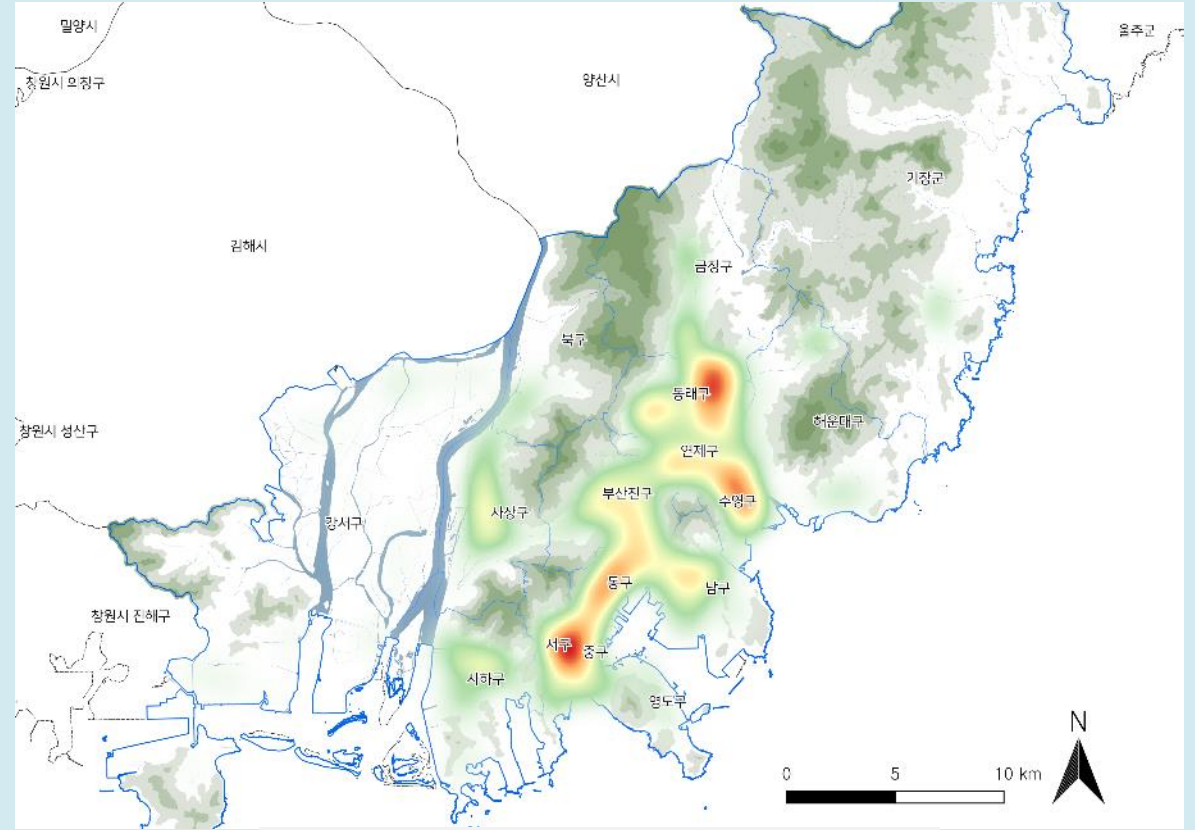 밀양시
울주군
창원시 의창구
양산시
기장군
김해시
금정구
북구
동래구
해운대구
창원시 성산구
연제구
부산진구
수영구
사상구
강서구
동구
남구
창원시 진해구
서구
중구
사하구
영도구
N
0 5 10 km